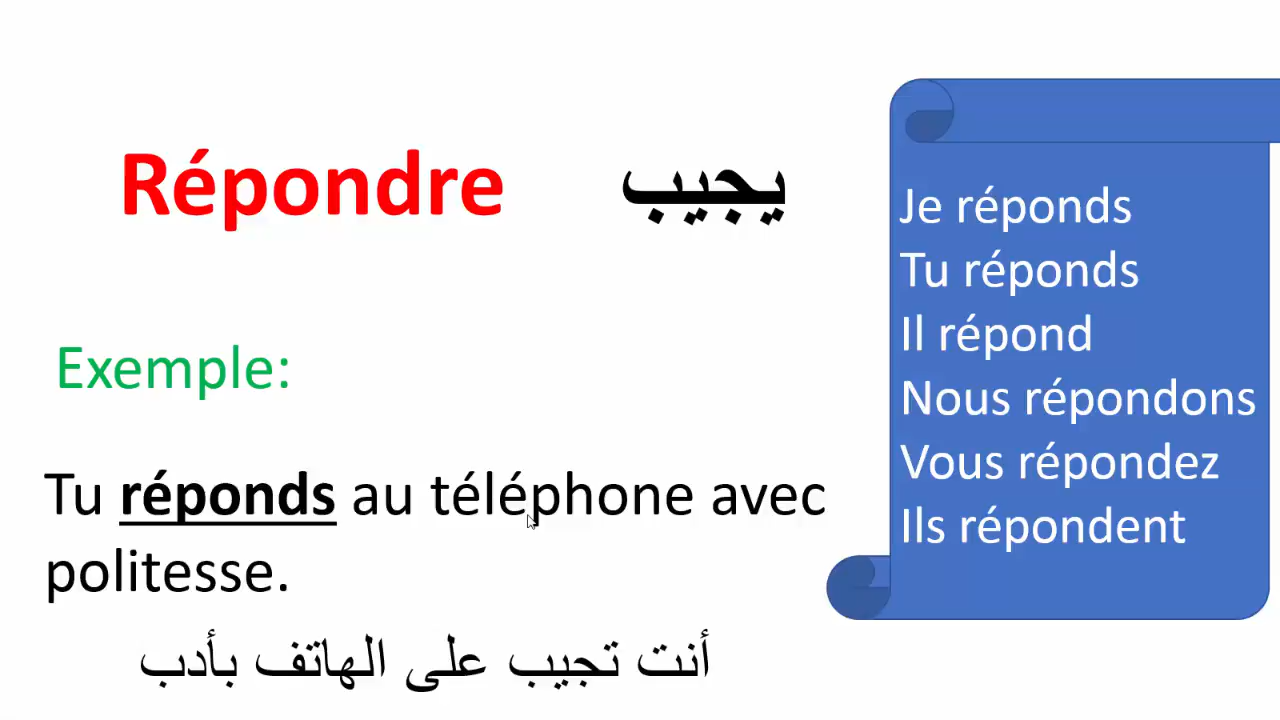 Répondre يجيب
Exemple:
Tu réponds au téléphone avec
politesse.
أنت تجيب على الهاتف بأدب
Je réponds
Tu réponds
Il répond
Nous répondons
Vous répondez
Ils répondent